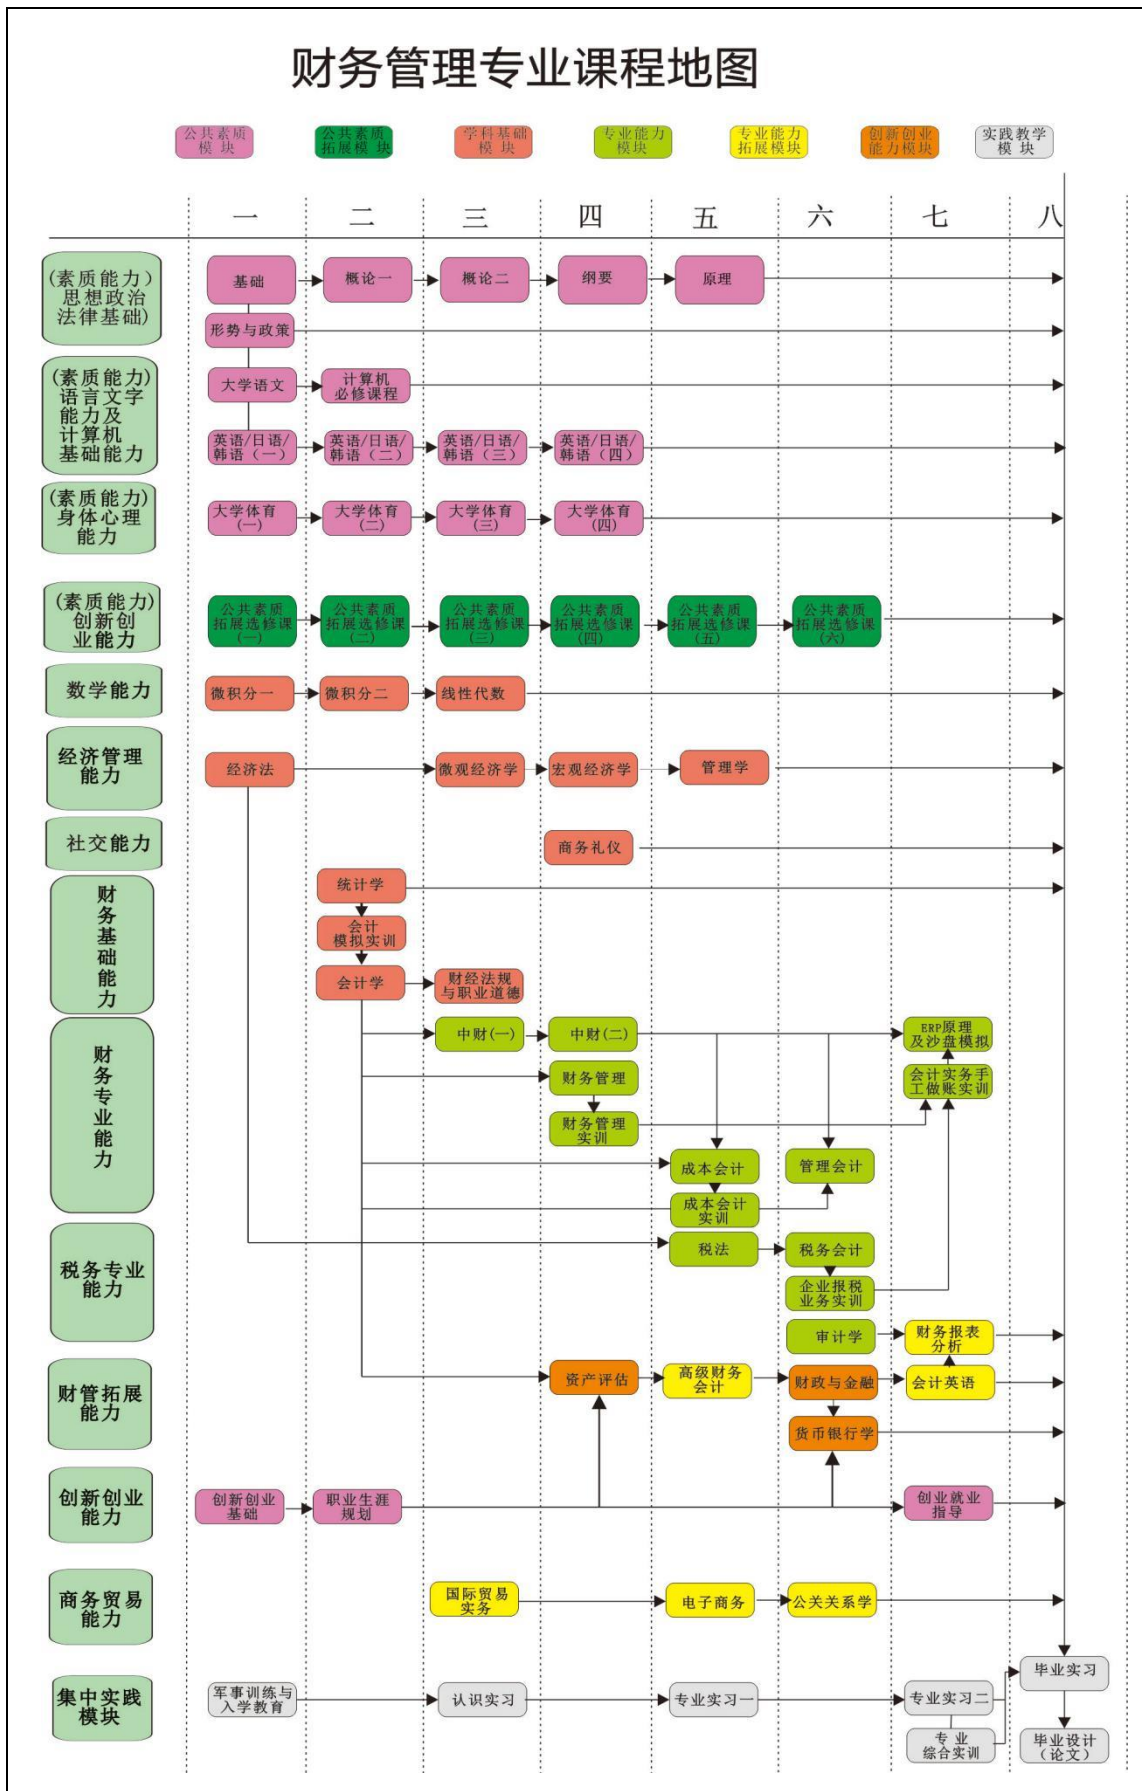 财务管理专业课程地图
公共素质
模 块
公共素质
拓展模 块
学科基础
模 块
专业能力
模块
专业能力
拓展模块
创新创业
能力模块
实践教学
模 块
一 二 三 四 五 六 七 八
(素质能力)
思想政治
法律基础)
基础
概论一
概论二
纲要
原理
形势与政策
(素质能力)
语言文字
能力及
计算机
基础能力
大学语文
计算机
必修课程
英语/日语/
韩语(一)
英语/日语/
韩语(二)
英语/日语/
韩语(三)
英语/日语/
韩语(四)
(素质能力)
身体心理
能力
大学体育
(一)
大学体育
(二)
大学体育
(三)
大学体育
(四)
(素质能力)
创新创
业能力
公共素质
拓展选修课
(一)
公共素质
拓展选修课
(二)
公共素质
拓展选修课
(三)
公共素质
拓展选修课
(四)
公共素质
拓展选修课
(五)
公共素质
拓展选修课
(六)
数学能力
微积分一
微积分二
线性代数
经济管理
能力
经济法
微观经济学
宏观经济学
管理学
社交能力
商务礼仪
财
务
基
础
能
力
统计学
会计
模拟实训
会计学
财经法规
与职业道德
财
务
专
业
能
力
中财(一)
中财(二)
ERP原理
及沙盘模拟
财务管理
会计实务手
工做账实训
财务管理
实训
成本会计
管理会计
成本会计
实训
税务专业
能力
税法
税务会计
企业报税
业务实训
审计学
财务报表
分析
财管拓展
能力
资产评估
高级财务
会计
财政与金融
会计英语
货币银行学
创新创业
能力
创新创业
基础
职业生涯
规划
创业就业
指导
商务贸易
能力
国际贸易
实务
电子商务
公关关系学
集中实践
模块
军事训练与
入学教育
认识实习
专业实习一
专业实习二
毕业实习
专 业
综合实训
毕业设计
(论文)